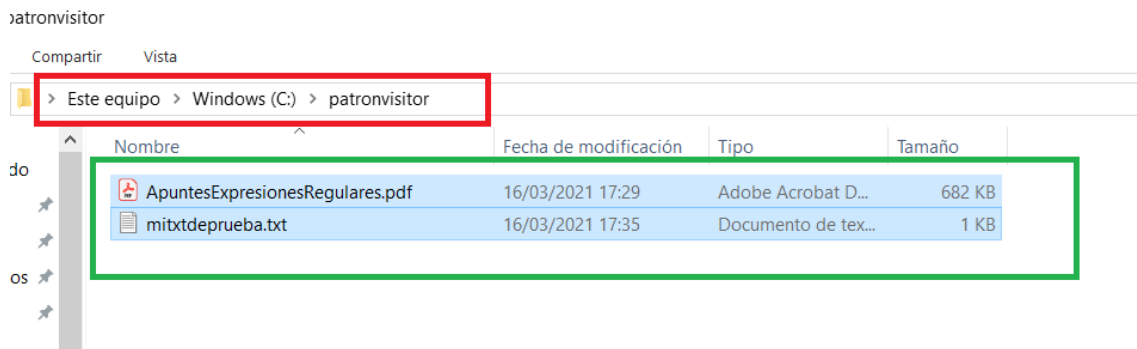 patronvisitor
Compartir Vista
Este equipo > Windows (C:) > patronvisitor
Nombre Fecha de modificación Tipo Tamaño
do
ApuntesExpresionesRegulares.pdf 16/03/2021 17:29 Adobe Acrobat D... 682 KB
mitxtdeprueba.txt 16/03/2021 17:35 Documento de tex... 1 KB
os